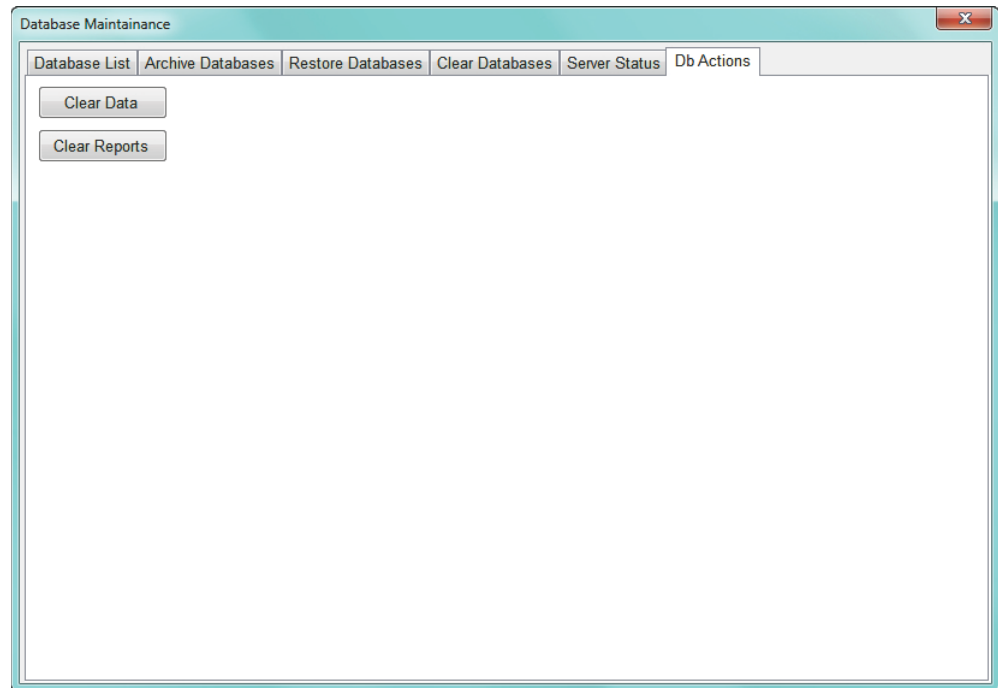 Database Maintainance
Database List Archive Databases Restore Databases Clear Databases Server Status Db Actions
Clear Data
Clear Reports